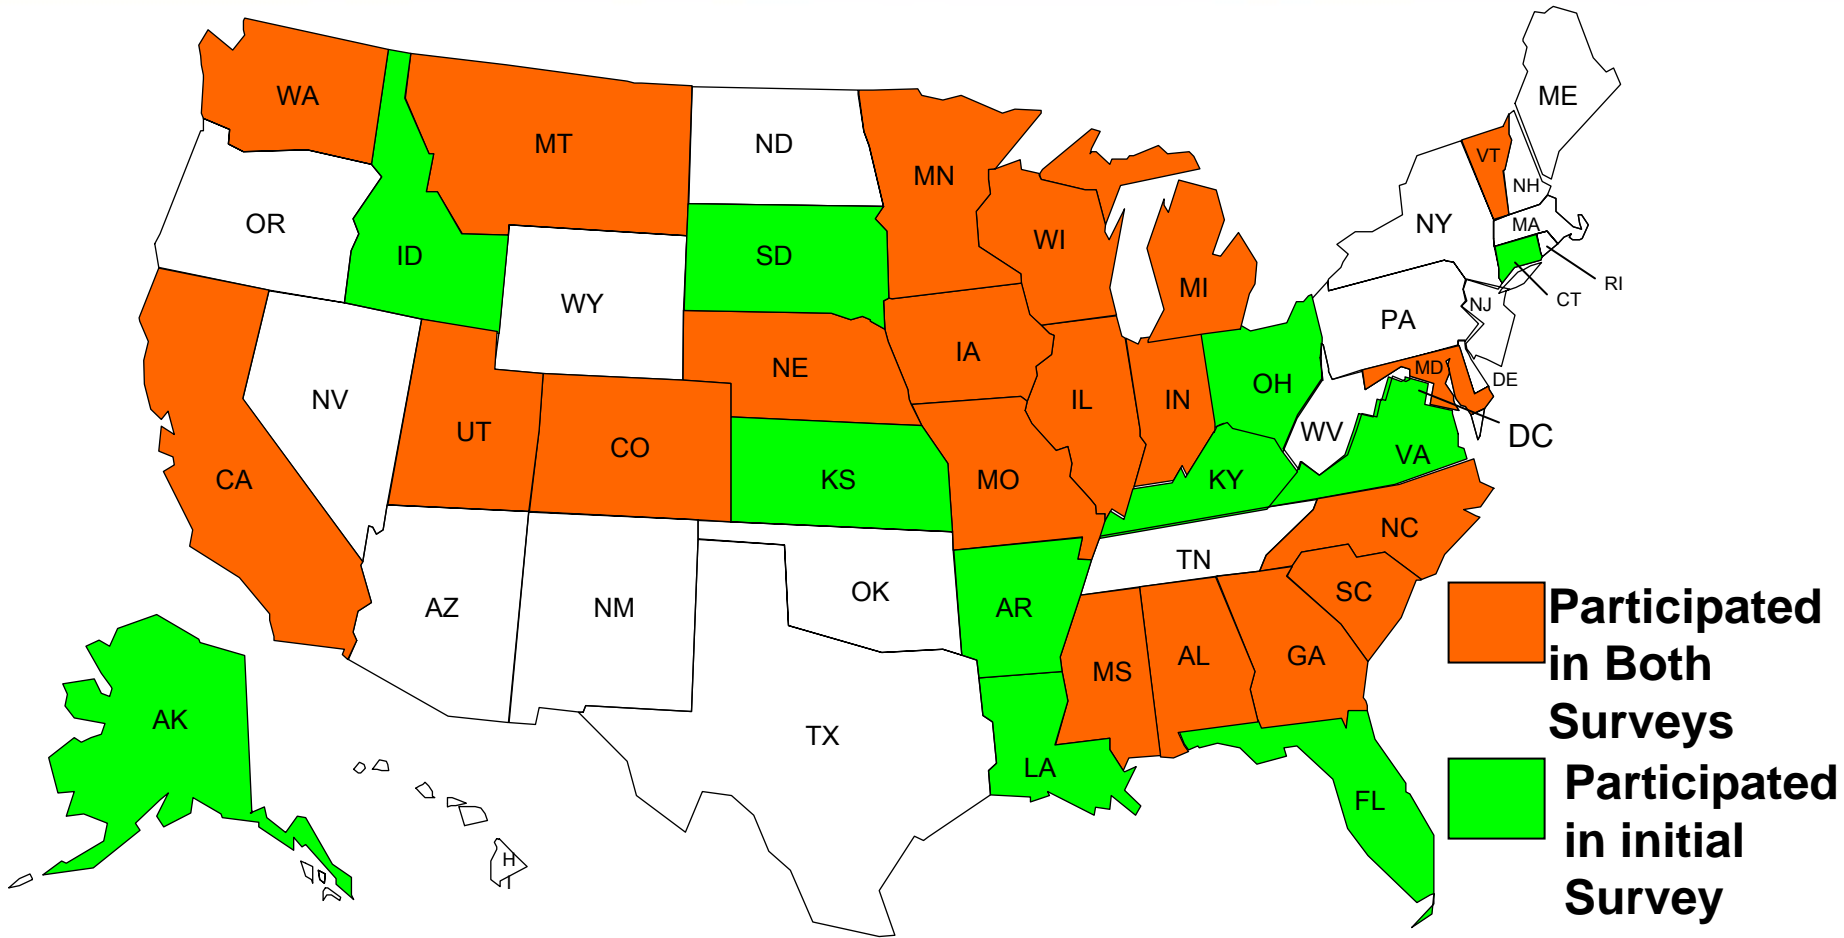 ME
WA
MT
ND
VT
MN
NH
OR
NY
MA
WI
ID
SD
RI
MI
CT
WY
NJ
PA
IA
NE
MD
DE
OH
NV
IL
IN
UT
WV
DC
CO
VA
CA
KS
MO
KY
NC
TN
OK
SC
AZ
NM
AR
Participated
in Both
Surveys
GA
AL
MS
AK
TX
LA
FL
Participated
in initial
Survey
H
I